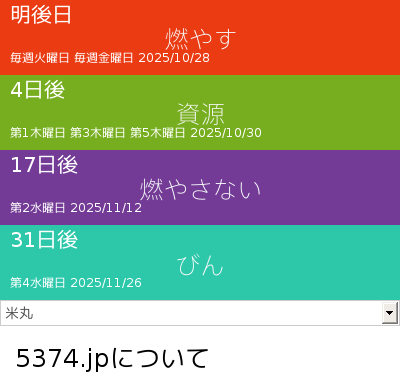 明後日
燃やす
毎週火曜日 毎週金曜日 2025/10/28
4日後
資源
第1木曜日 第3木曜日 第5木曜日 2025/10/30
17日後
燃やさない
第2水曜日 2025/11/12
31日後
びん
第4水曜日 2025/11/26
米丸
5374.jpについて